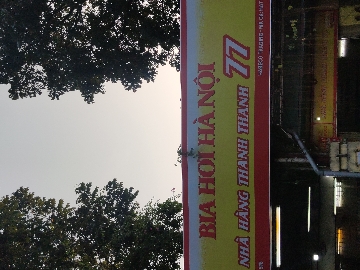 BIA HƠI HÀ NỘI
NHÀ HÀNG THANH THANH 77